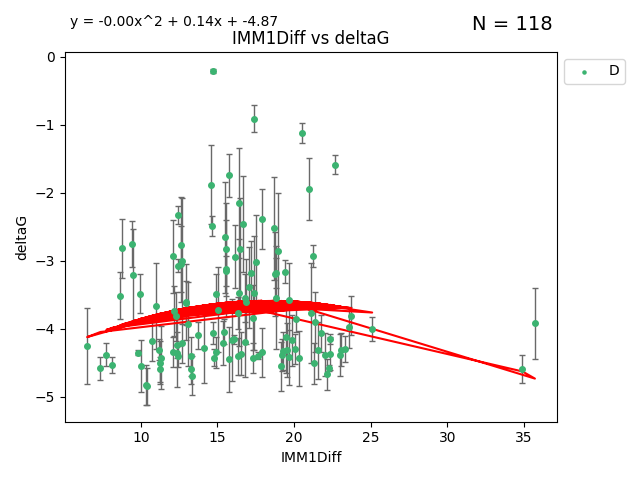 y = -0.00x^2 + 0.14x + -4.87
N = 118
IMM1Diff vs deltaG
D
deltaG
0
−1
−2
−3
−4
−5
10 15 20 25 30 35
IMM1Diff